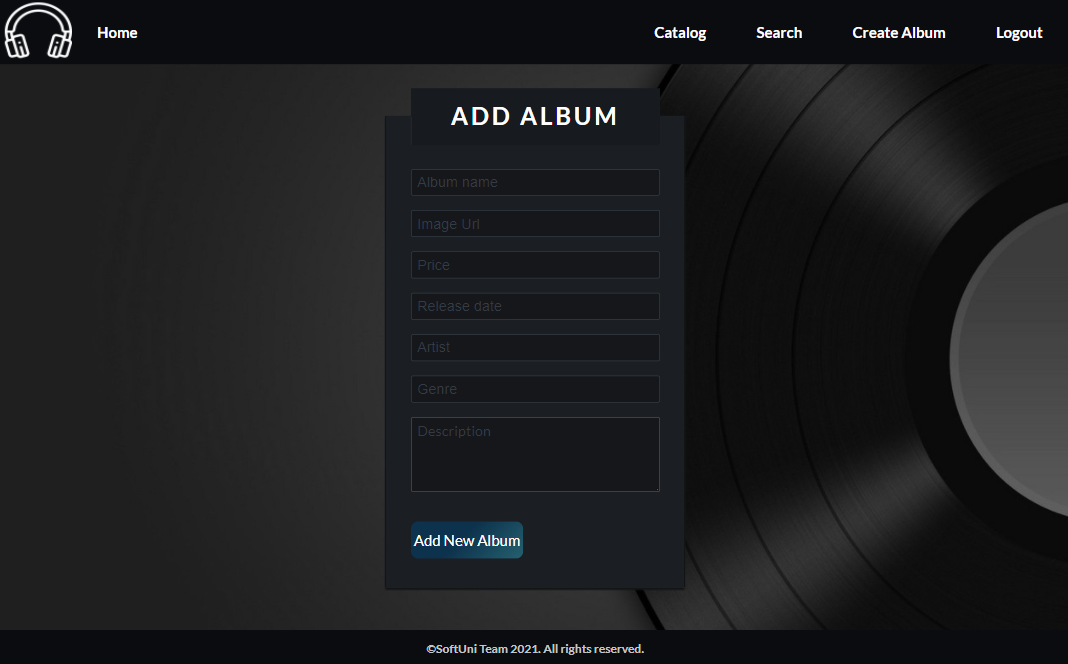 Home Catalog Search Create Album Logout
ADD ALBUM
Album name
Image Url
Price
Release date
Artist
Genre
Description
Add New Album
©SoftUni Team 2021. All rights reserved.